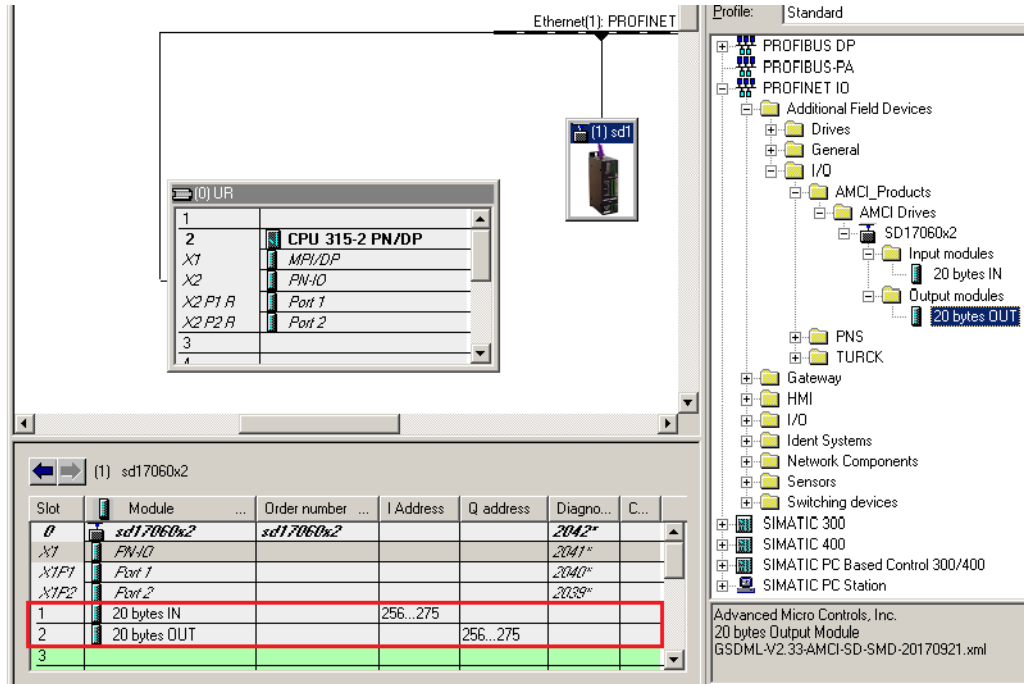 Ethernet(1): PROFINET
(1) sd1
(0) UR
1
2 CPU 315-2 PN/DP
X1 MPI/DP
X2 PN-IO
X2 P1 R Port 1
X2 P2 R Port 2
3
4
Profile: Standard
PROFIBUS DP
PROFIBUS-PA
PROFINET IO
Additional Field Devices
Drives
General
I/O
AMCI_Products
AMCI Drives
SD17060x2
Input modules
20 bytes IN
Output modules
20 bytes OUT
PNS
TURCK
Gateway
HMI
I/O
Ident Systems
Network Components
Sensors
Switching devices
SIMATIC 300
SIMATIC 400
SIMATIC PC Based Control 300/400
SIMATIC PC Station
(1) sd17060x2
Slot Module ... Order number ... I Address Q address Diagno... C...
0 sd17060x2 sd17060x2 2042*
X1 PN-IO 2041*
X1P1 Port 1 2040*
X1P2 Port 2 2039*
1 20 bytes IN 256...275
2 20 bytes OUT 256...275
3
Advanced Micro Controls, Inc.
20 bytes Output Module
GSDML-V2.33-AMCI-SD-SMD-20170921.xml